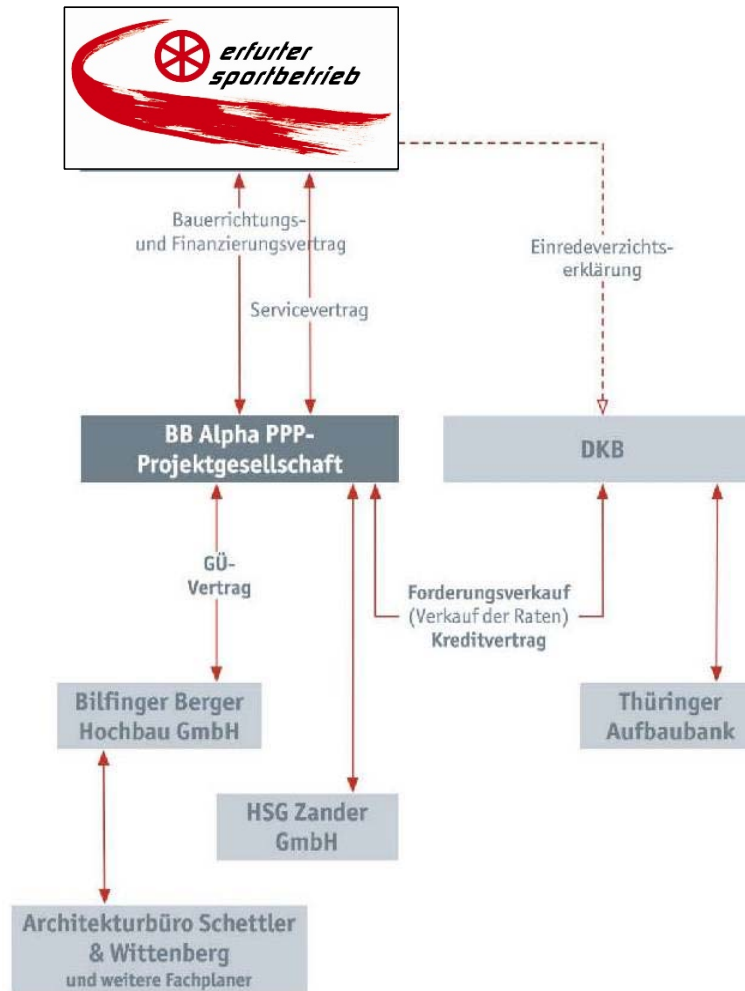 erfurter
sportbetrieb
Bauerrichtungs-
und Finanzierungsvertrag
Servicevertrag
Einredeverzichts-
erklärung
BB Alpha PPP-
Projektgesellschaft
DKB
GÜ-
Vertrag
Forderungsverkauf
(Verkauf der Raten)
Kreditvertrag
Bilfinger Berger
Hochbau GmbH
Thüringer
Aufbaubank
HSG Zander
GmbH
Architekturbüro Schettler
& Wittenberg
und weitere Fachplaner